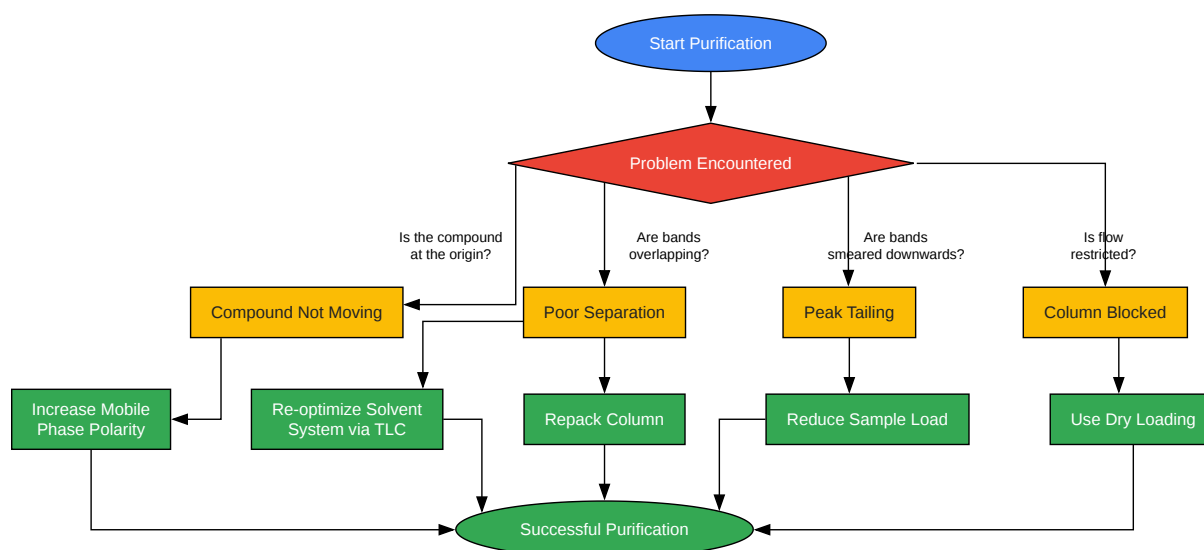 Start Purification
Problem Encountered
Is the compound
at the origin?
Are bands
overlapping?
Are bands
smeared downwards?
Is flow
restricted?
Compound Not Moving
Poor Separation
Peak Tailing
Column Blocked
Increase Mobile
Phase Polarity
Re-optimize Solvent
System via TLC
Repack Column
Reduce Sample Load
Use Dry Loading
Successful Purification